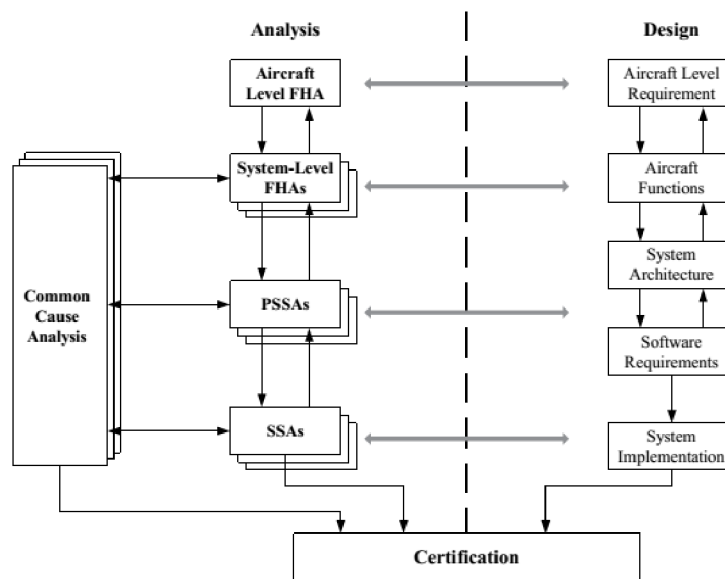 Analysis
Design
Aircraft
Level FHA
Aircraft Level
Requirement
System-Level
FHAs
Aircraft
Functions
System
Architecture
Common
Cause
Analysis
PSSAs
Software
Requirements
SSAs
System
Implementation
Certification